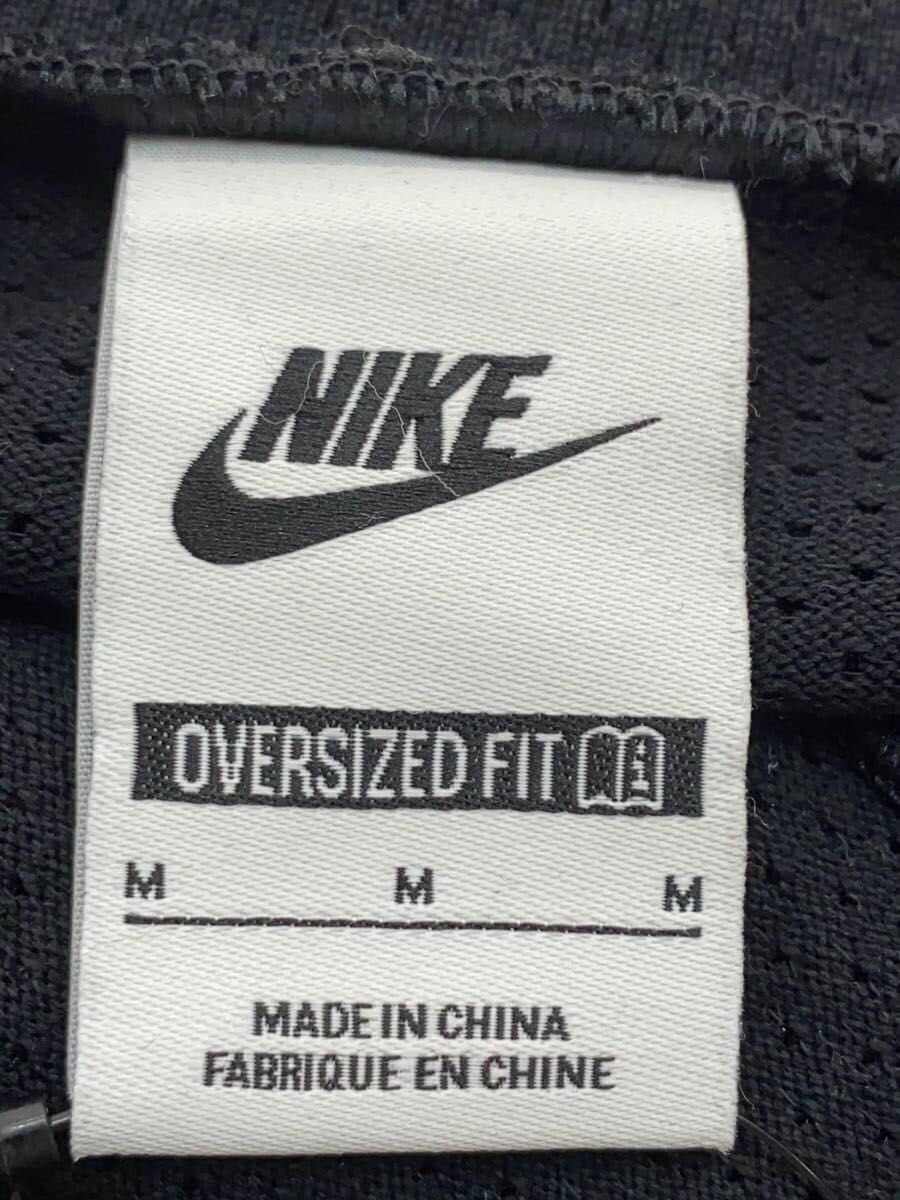 NIKE
OVERSIZED FIT
M M M
MADE IN CHINA
FABRIQUE EN CHINE